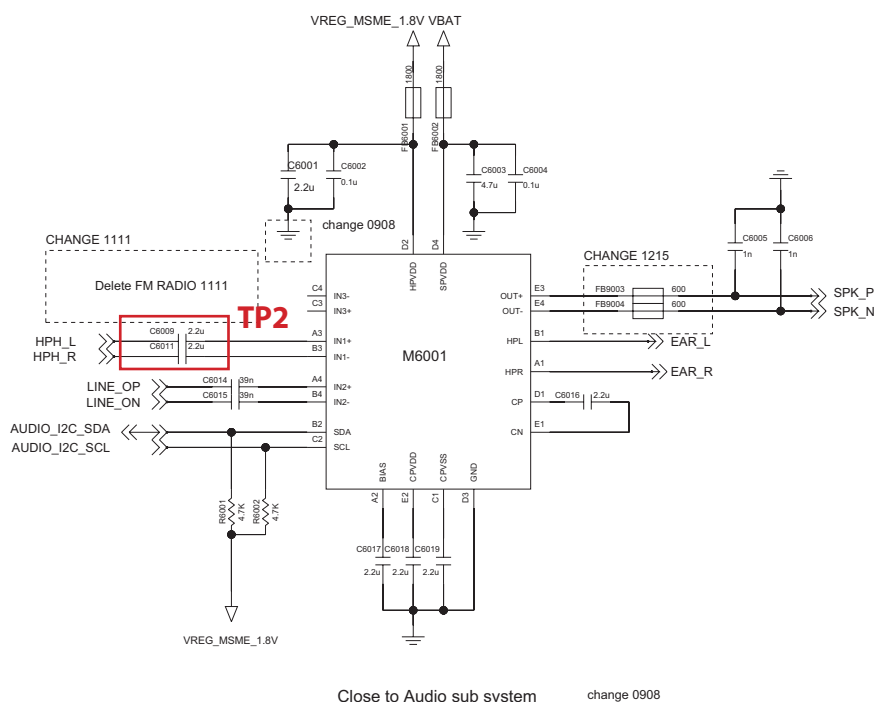 VREG_MSME_1.8V VBAT
1800
1800
FB6001
FB6002
C6001
2.2u
C6002
0.1u
C6003
4.7u
C6004
0.1u
change 0908
CHANGE 1111
Delete FM RADIO 1111
TP2
CHANGE 1215
C6005
1n
C6006
1n
D2
D4
HPVDD
SPVDD
C4
IN3-
C3
IN3+
HPH_L
C6009
2.2u
A3
IN1+
HPH_R
C6011
2.2u
B3
IN1-
LINE_OP
C6014
39n
A4
IN2+
LINE_ON
C6015
39n
B4
IN2-
AUDIO_I2C_SDA
B2
SDA
AUDIO_I2C_SCL
C2
SCL
M6001
OUT+
E3
FB9003
600
SPK_P
OUT-
E4
FB9004
600
SPK_N
HPL
B1
EAR_L
HPR
A1
EAR_R
CP
D1
C6016
2.2u
CN
E1
BIAS
CPVDD
CPVSS
GND
A2
E2
C1
D3
R6001
4.7K
R6002
4.7K
C6017
2.2u
C6018
2.2u
C6019
2.2u
VREG_MSME_1.8V
Close to Audio sub system
change 0908